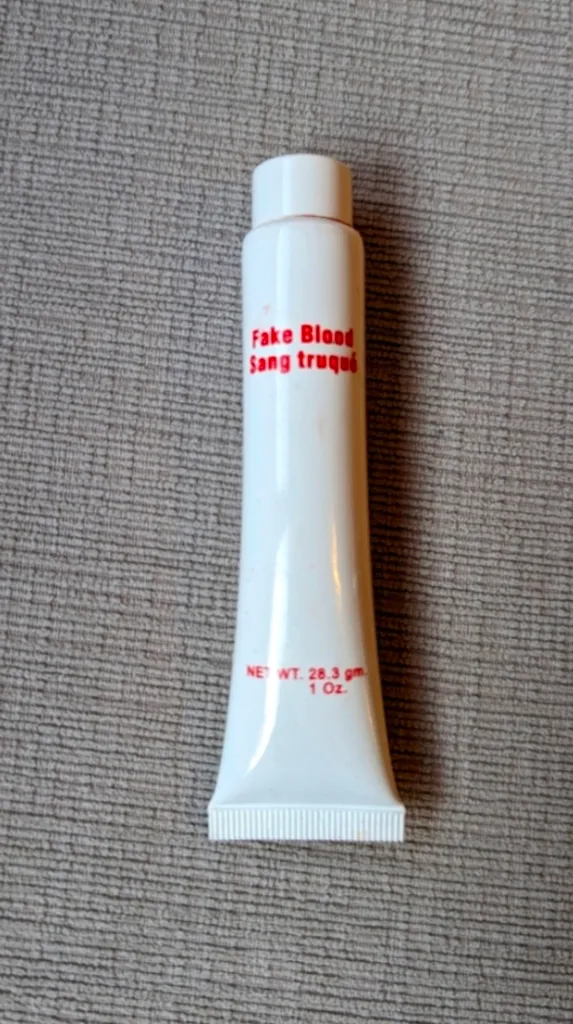 Fake Blood
Sang truqué
NET WT. 28.3 gm.
1 Oz.